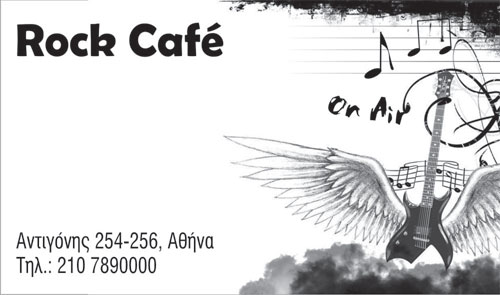 Rock Café
On Air
Αντιγόνης 254-256, Αθήνα
Τηλ.: 210 7890000